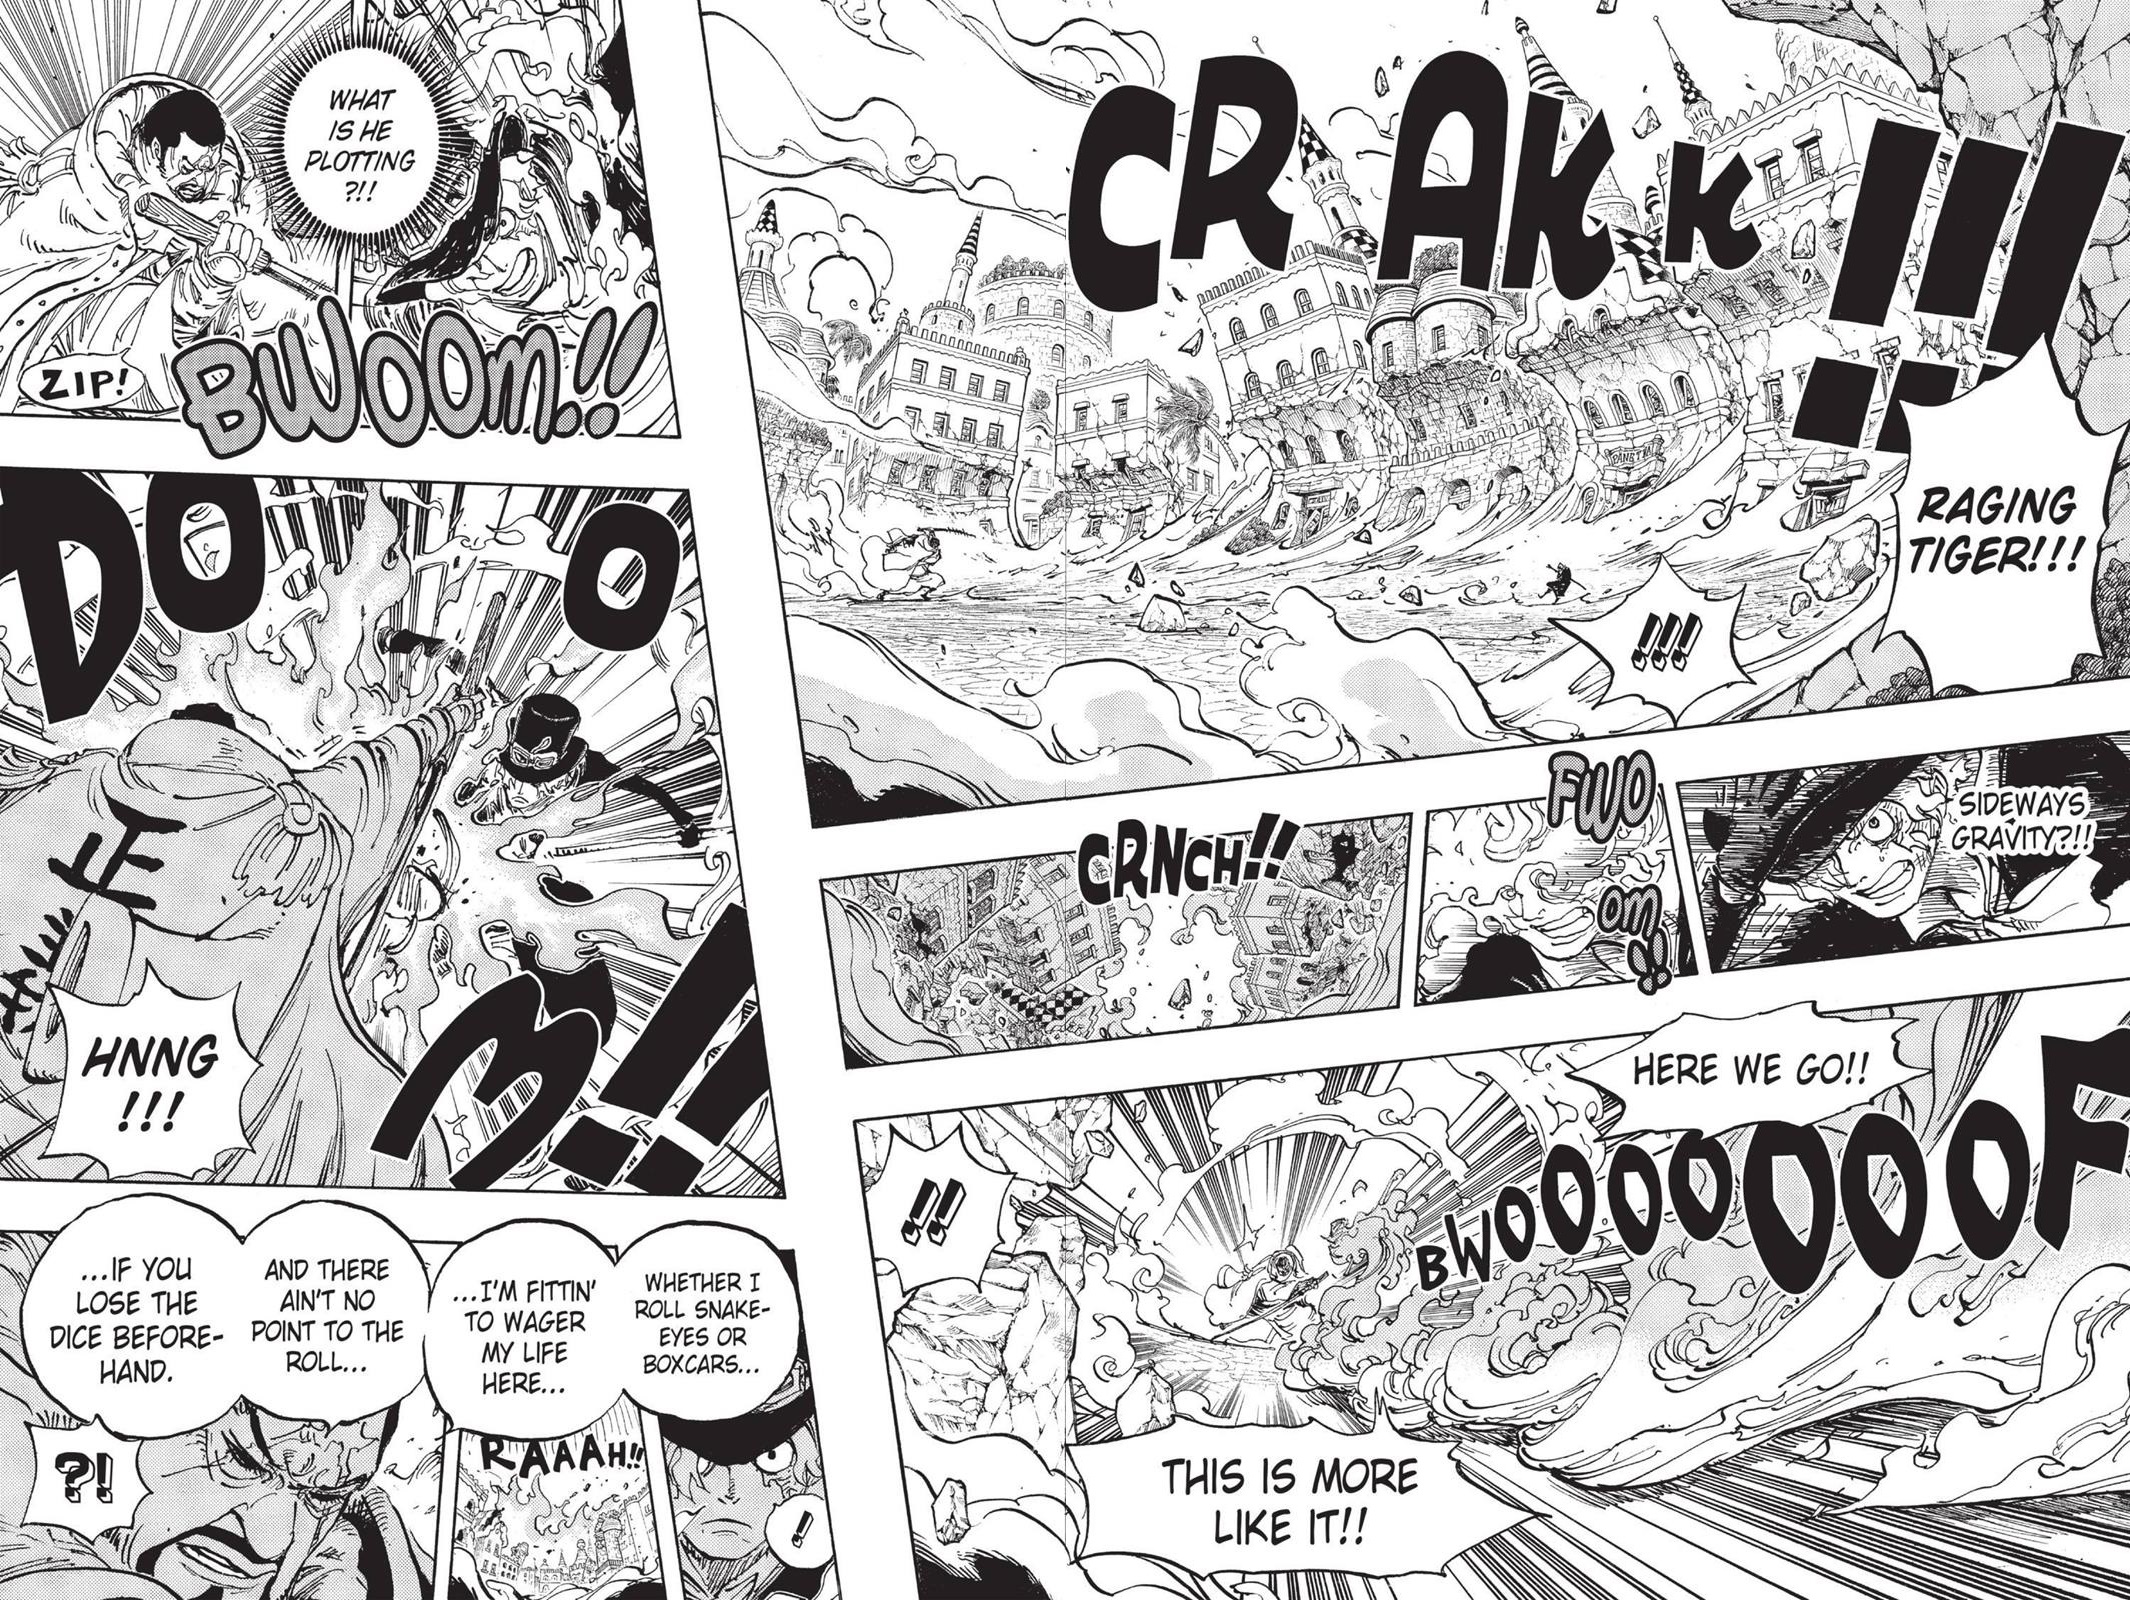 CRAKK!!!
RAGING
TIGER!!!
!!!
SIDEWAYS
GRAVITY?!!
FWO
OM!!
CRNCH!!
HERE WE GO!!
BWOOOOOOOOF
!!
THIS IS MORE
LIKE IT!!
WHAT
IS HE
PLOTTING
?!!
ZIP!
BWOOM!!
DOOM!!
HNNG
!!!
WHETHER I
ROLL SNAKE-
EYES OR
BOXCARS...
!
...I'M FITTIN'
TO WAGER
MY LIFE
HERE...
RAAAH!!
AND THERE
AIN'T NO
POINT TO THE
ROLL...
...IF YOU
LOSE THE
DICE BEFORE-
HAND.
?!